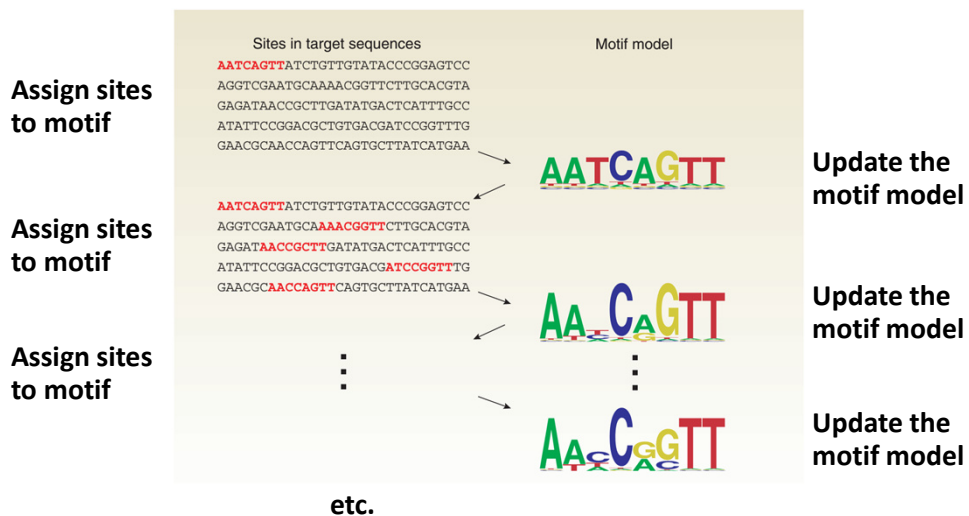 Sites in target sequences
Motif model
Assign sites
to motif
AATCAGTTATCTGTTGTATACCCGGAGTCC
AGGTCGAATGCAAAACGGTTCTTGCACGTA
GAGATAACCGCTTGATATGACTCATTTGCC
ATATTCCGGACGCTGTGACGATCCGGTTTG
GAACGCAACCAGTTCAGTGCTTATCATGAA
AATCAGTT
Update the
motif model
Assign sites
to motif
AATCAGTTATCTGTTGTATACCCGGAGTCC
AGGTCGAATGCAAAACGGTTCTTGCACGTA
GAGATAACCGCTTGATATGACTCATTTGCC
ATATTCCGGACGCTGTGACGATCCGGTTTG
GAACGCAACCAGTTCAGTGCTTATCATGAA
AATCAGTT
Update the
motif model
Assign sites
to motif
AACCGGTT
Update the
motif model
etc.